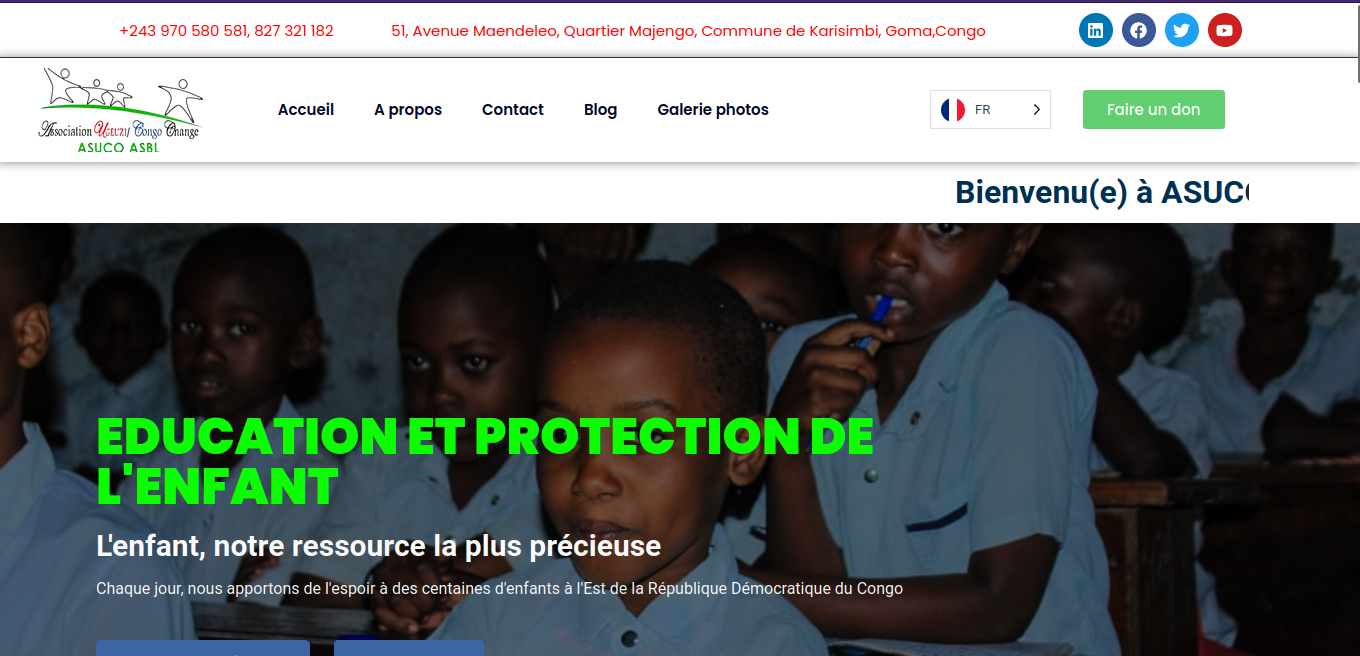 +243 970 580 581, 827 321 182
51, Avenue Maendeleo, Quartier Majengo, Commune de Karisimbi, Goma,Congo
Association Uzuzi Congo Change
ASUCO ASBL
Accueil
A propos
Contact
Blog
Galerie photos
FR
Faire un don
Bienvenu(e) à ASUCO
EDUCATION ET PROTECTION DE
L'ENFANT
L'enfant, notre ressource la plus précieuse
Chaque jour, nous apportons de l'espoir à des centaines d'enfants à l'Est de la République Démocratique du Congo